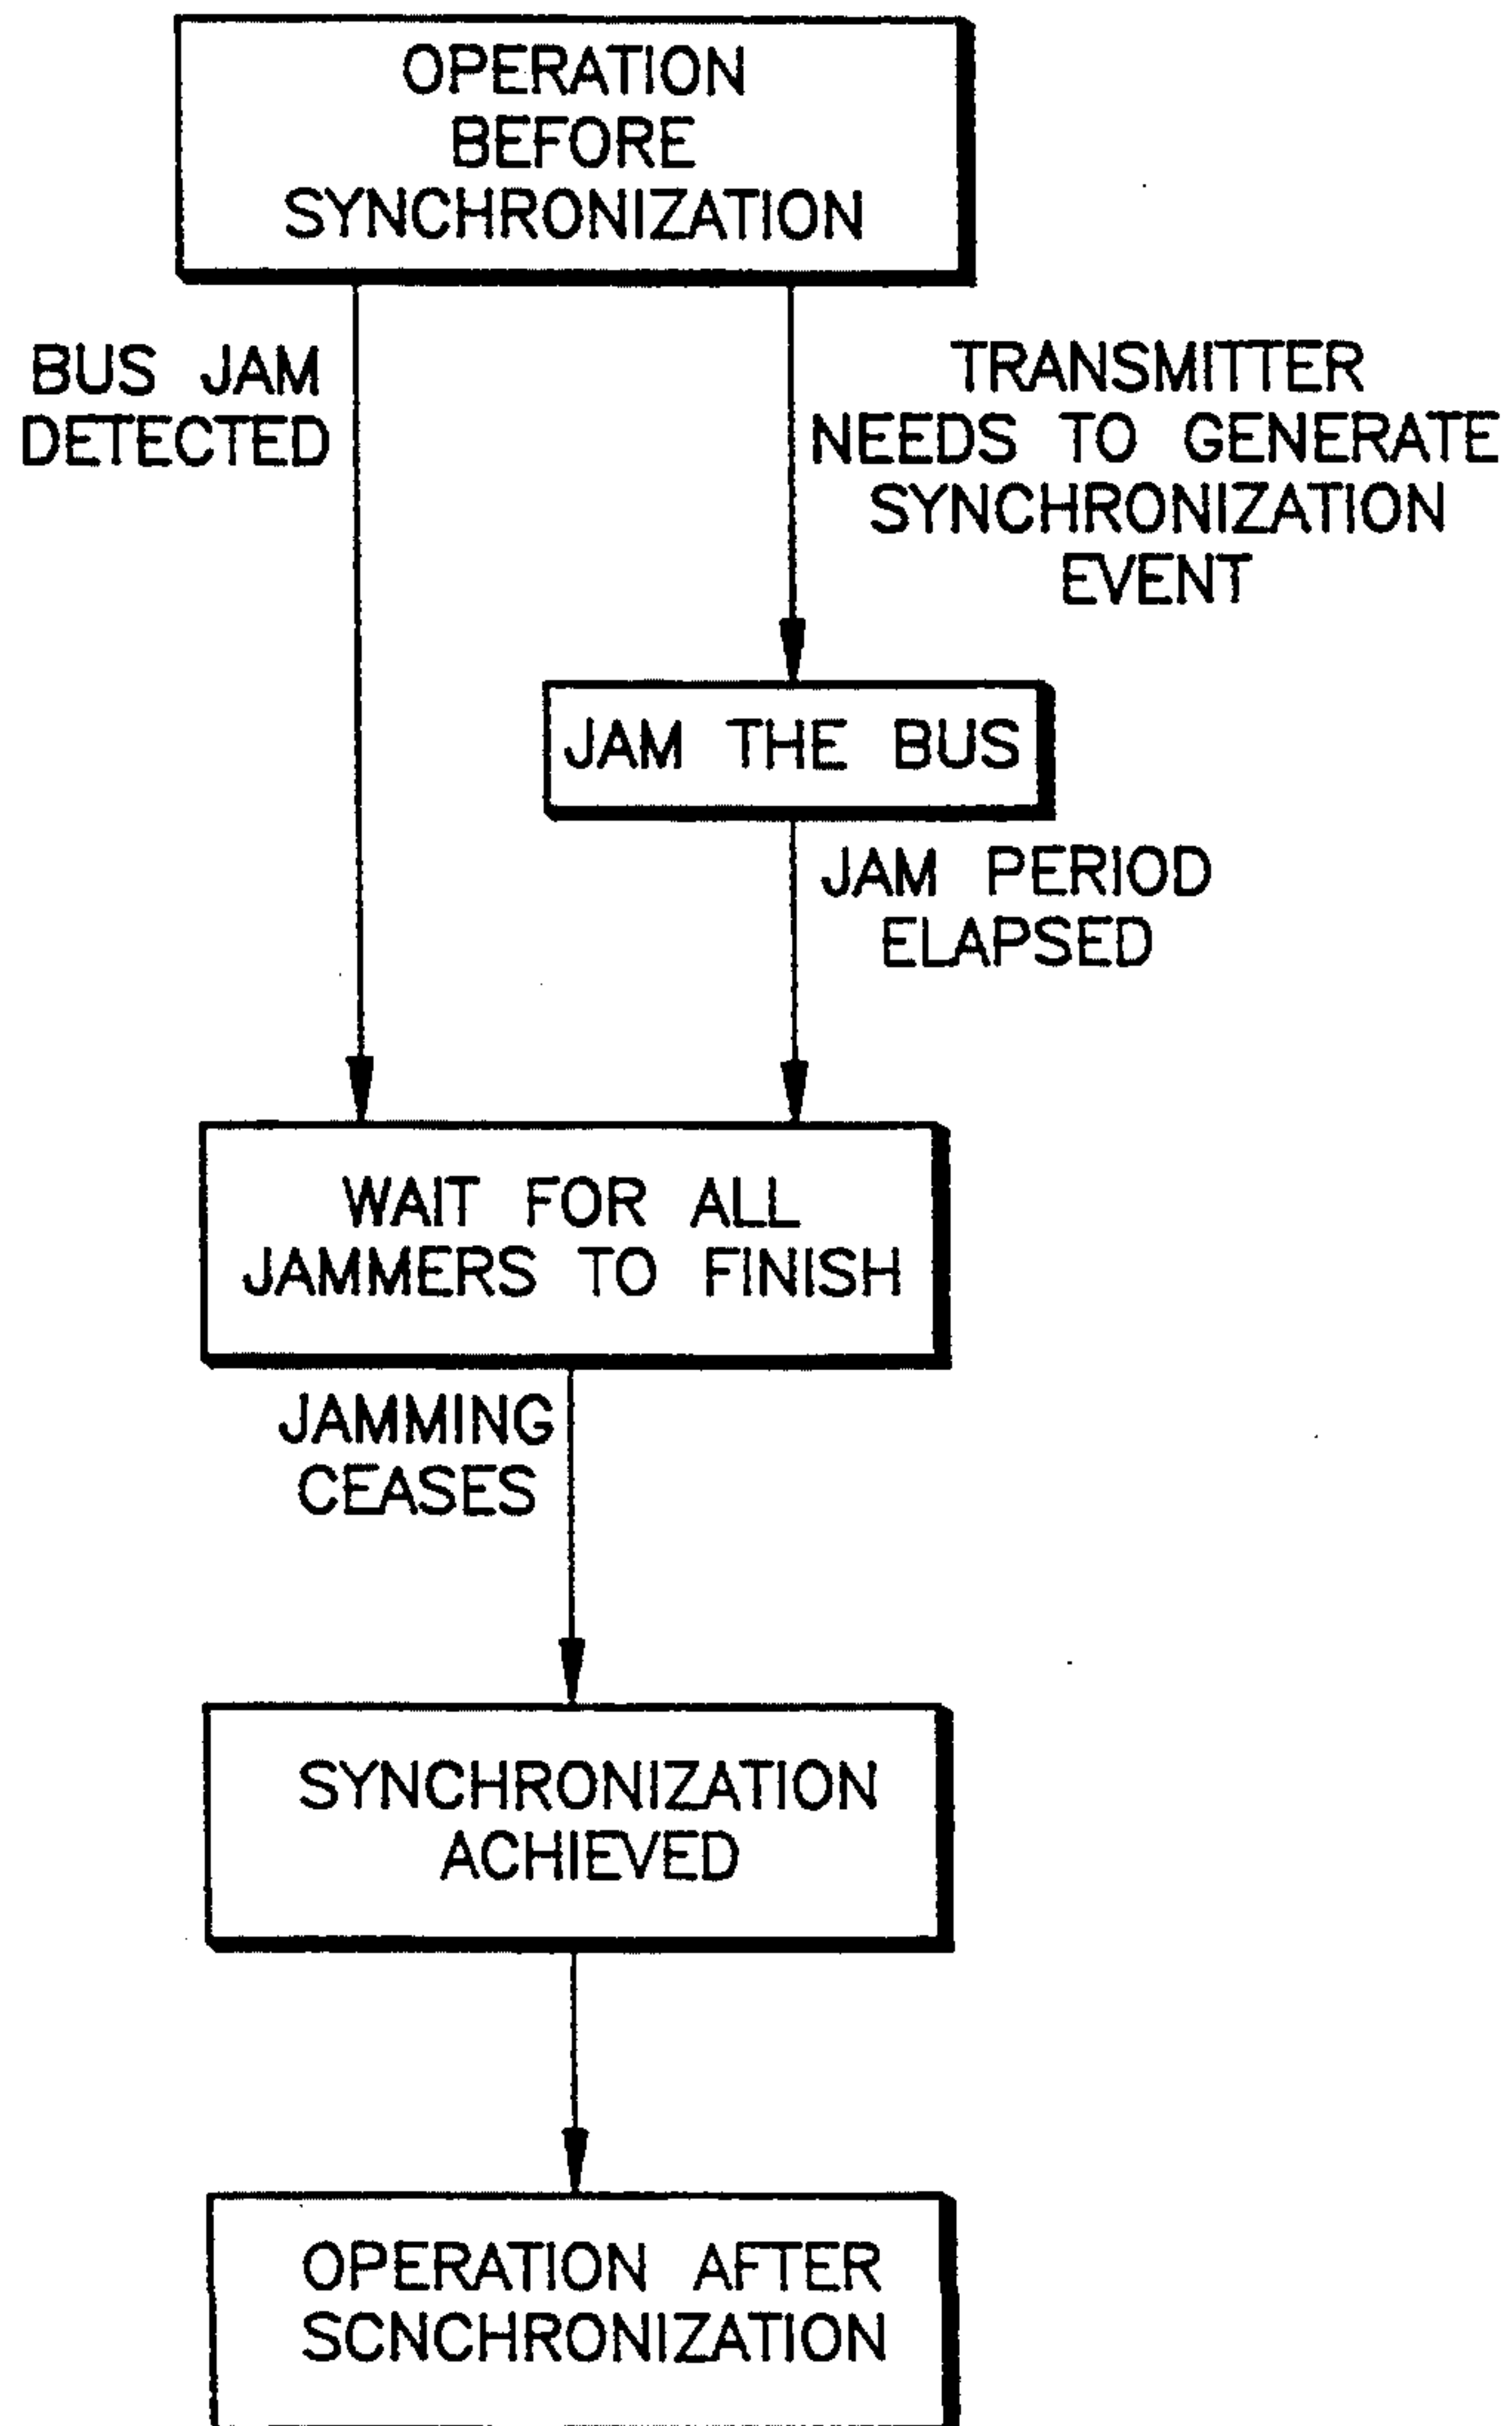 OPERATION
BEFORE
SYNCHRONIZATION
BUS JAM
DETECTED
TRANSMITTER
NEEDS TO GENERATE
SYNCHRONIZATION
EVENT
JAM THE BUS
JAM PERIOD
ELAPSED
WAIT FOR ALL
JAMMERS TO FINISH
JAMMING
CEASES
SYNCHRONIZATION
ACHIEVED
OPERATION AFTER
SCNCHRONIZATION